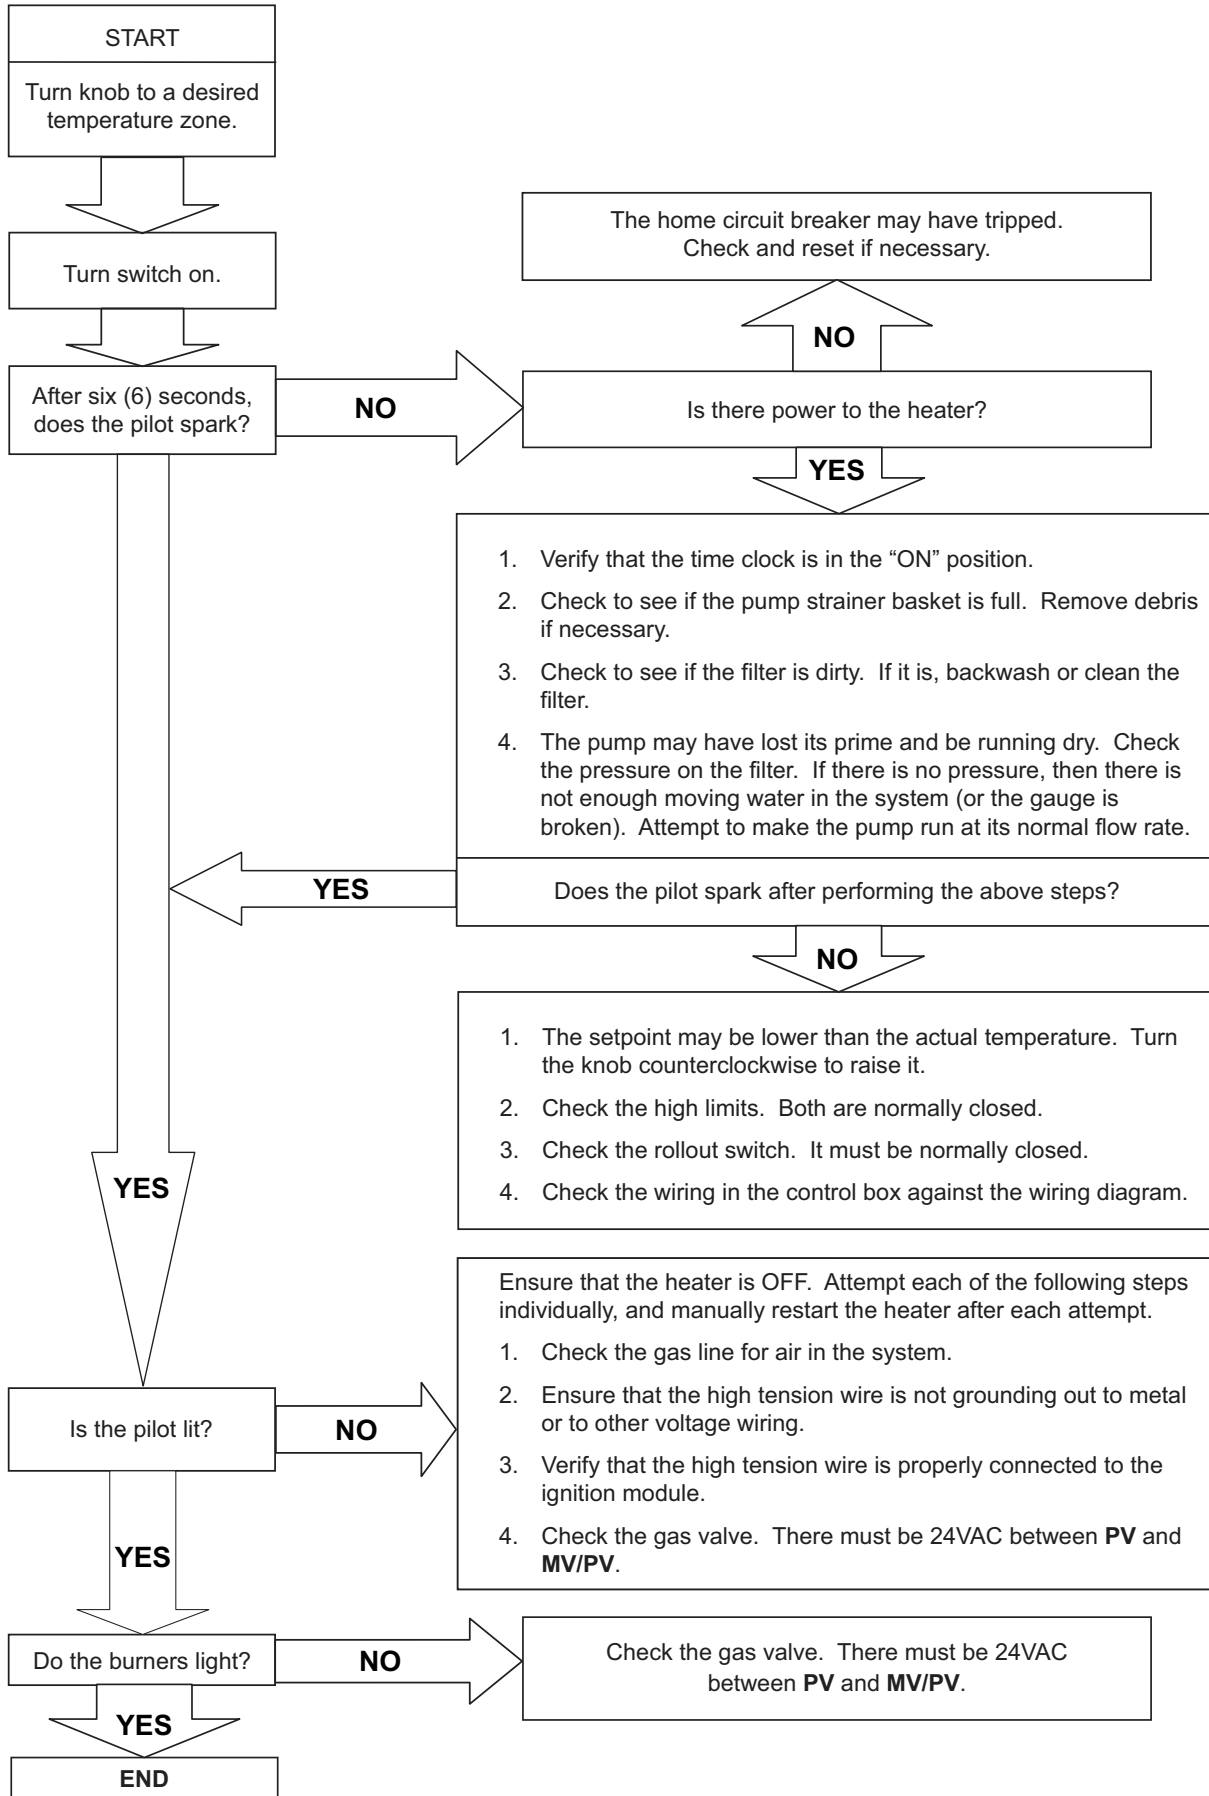 START
Turn knob to a desired
temperature zone.
Turn switch on.
After six (6) seconds,
does the pilot spark?
NO
Is there power to the heater?
NO
The home circuit breaker may have tripped.
Check and reset if necessary.
YES
1. Verify that the time clock is in the “ON” position.
2. Check to see if the pump strainer basket is full. Remove debris
if necessary.
3. Check to see if the filter is dirty. If it is, backwash or clean the
filter.
4. The pump may have lost its prime and be running dry. Check
the pressure on the filter. If there is no pressure, then there is
not enough moving water in the system (or the gauge is
broken). Attempt to make the pump run at its normal flow rate.
Does the pilot spark after performing the above steps?
YES
NO
1. The setpoint may be lower than the actual temperature. Turn
the knob counterclockwise to raise it.
2. Check the high limits. Both are normally closed.
3. Check the rollout switch. It must be normally closed.
4. Check the wiring in the control box against the wiring diagram.
YES
Is the pilot lit?
NO
Ensure that the heater is OFF. Attempt each of the following steps
individually, and manually restart the heater after each attempt.
1. Check the gas line for air in the system.
2. Ensure that the high tension wire is not grounding out to metal
or to other voltage wiring.
3. Verify that the high tension wire is properly connected to the
ignition module.
4. Check the gas valve. There must be 24VAC between PV and
MV/PV.
YES
Do the burners light?
NO
Check the gas valve. There must be 24VAC
between PV and MV/PV.
YES
END